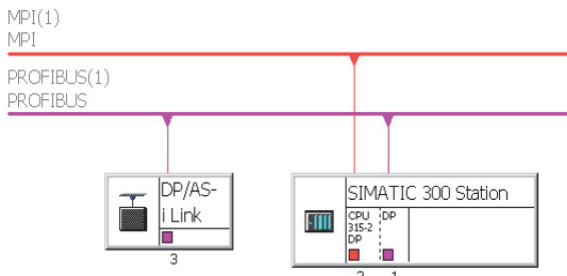 MPI(1)
MPI
PROFIBUS(1)
PROFIBUS
DP/AS-
i Link
3
SIMATIC 300 Station
CPU
315-2
DP
DP
2 1